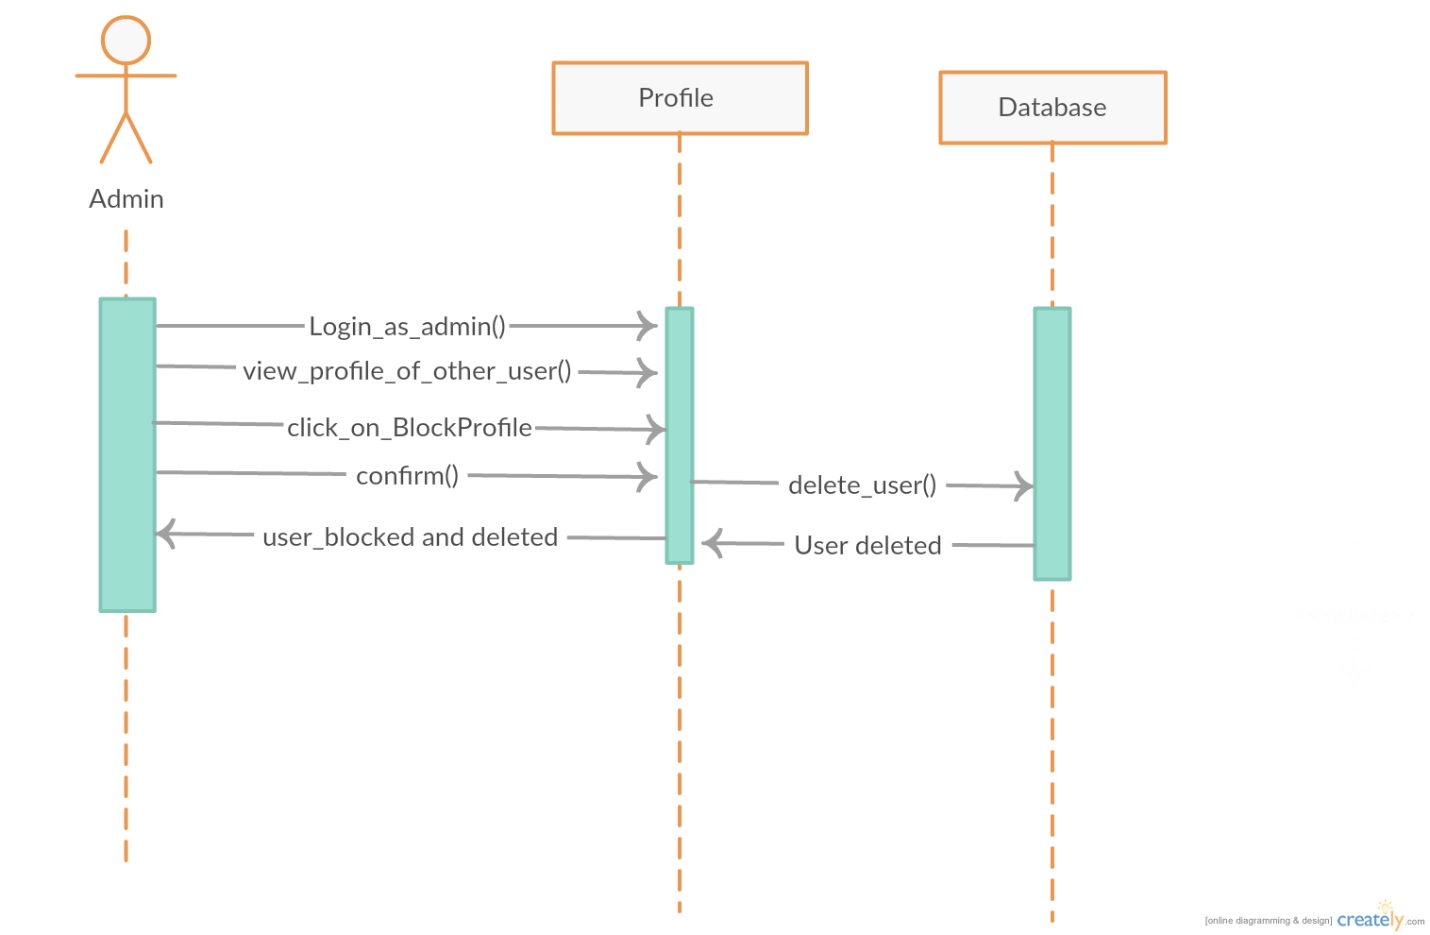 Profile
Database
Admin
Login_as_admin()
view_profile_of_other_user()
click_on_BlockProfile
confirm()
delete_user()
user_blocked and deleted
User deleted
[online diagramming & design] creately.com